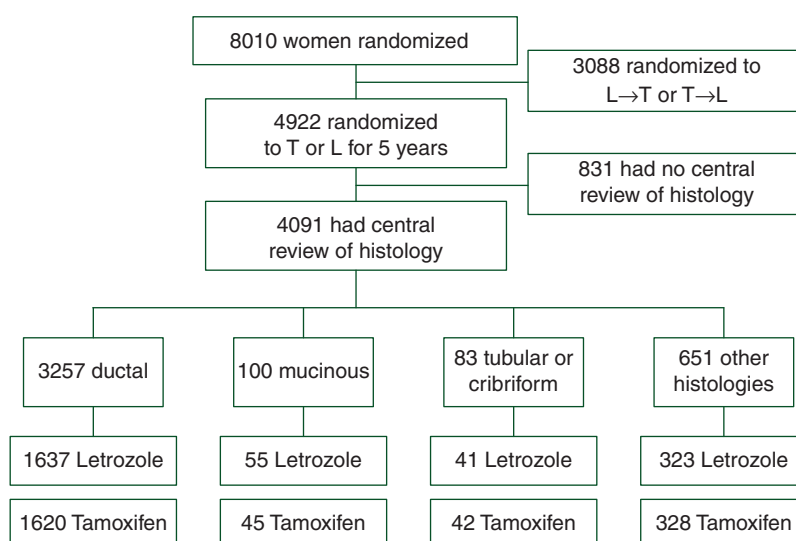 8010 women randomized
3088 randomized to
L→T or T→L
4922 randomized
to T or L for 5 years
831 had no central
review of histology
4091 had central
review of histology
3257 ductal
100 mucinous
83 tubular or
cribriform
651 other
histologies
1637 Letrozole
55 Letrozole
41 Letrozole
323 Letrozole
1620 Tamoxifen
45 Tamoxifen
42 Tamoxifen
328 Tamoxifen